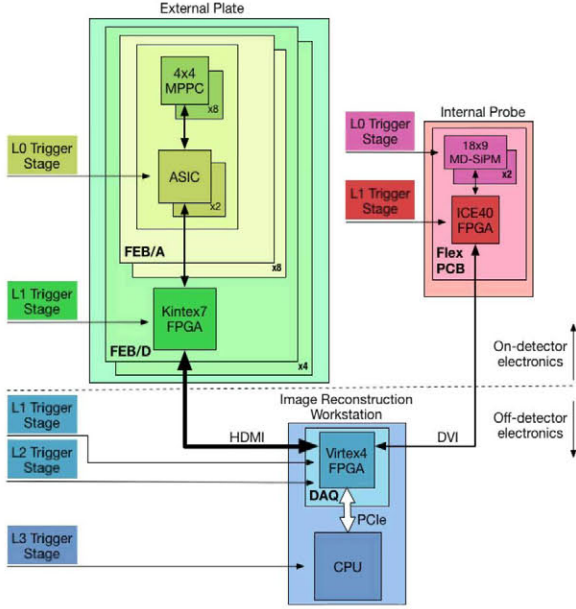 External Plate
4x4
MPPC
x8
L0 Trigger
Stage
ASIC
x2
FEB/A
x8
L1 Trigger
Stage
Kintex7
FPGA
FEB/D
x4
Internal Probe
L0 Trigger
Stage
18x9
MD-SiPM
x2
L1 Trigger
Stage
ICE40
FPGA
Flex
PCB
On-detector
electronics
Off-detector
electronics
Image Reconstruction
Workstation
L1 Trigger
Stage
HDMI
DVI
Virtex4
FPGA
L2 Trigger
Stage
DAQ
PCIe
L3 Trigger
Stage
CPU